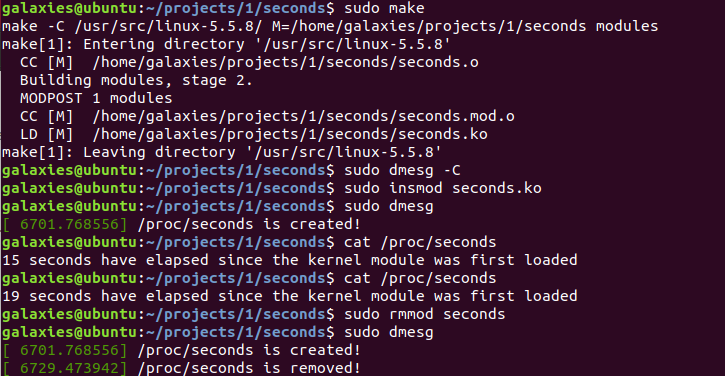 galaxies@ubuntu:~/projects/1/seconds$ sudo make
make -C /usr/src/linux-5.5.8/ M=/home/galaxies/projects/1/seconds modules
make[1]: Entering directory '/usr/src/linux-5.5.8'
  CC [M]  /home/galaxies/projects/1/seconds/seconds.o
  Building modules, stage 2.
  MODPOST 1 modules
  CC [M]  /home/galaxies/projects/1/seconds/seconds.mod.o
  LD [M]  /home/galaxies/projects/1/seconds/seconds.ko
make[1]: Leaving directory '/usr/src/linux-5.5.8'
galaxies@ubuntu:~/projects/1/seconds$ sudo dmesg -C
galaxies@ubuntu:~/projects/1/seconds$ sudo insmod seconds.ko
galaxies@ubuntu:~/projects/1/seconds$ sudo dmesg
[ 6701.768556] /proc/seconds is created!
galaxies@ubuntu:~/projects/1/seconds$ cat /proc/seconds
15 seconds have elapsed since the kernel module was first loaded
galaxies@ubuntu:~/projects/1/seconds$ cat /proc/seconds
19 seconds have elapsed since the kernel module was first loaded
galaxies@ubuntu:~/projects/1/seconds$ sudo rmmod seconds
galaxies@ubuntu:~/projects/1/seconds$ sudo dmesg
[ 6701.768556] /proc/seconds is created!
[ 6729.473942] /proc/seconds is removed!